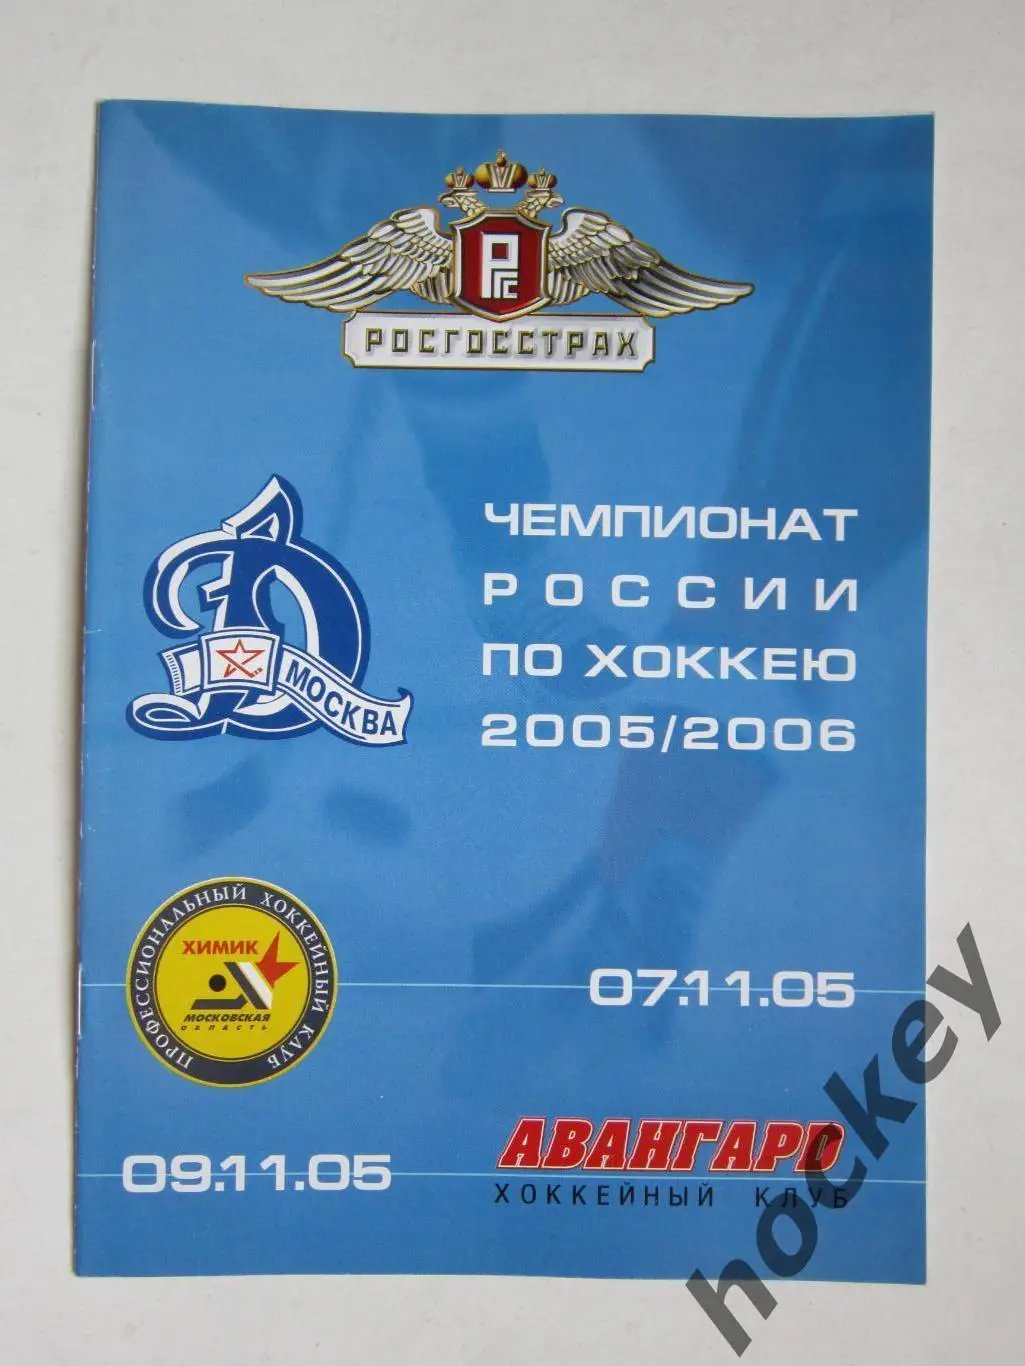 РГС
РОСГОССТРАХ
МОСКВА
ЧЕМПИОНАТ
РОССИИ
ПО ХОККЕЮ
2005/2006
ПРОФЕССИОНАЛЬНЫЙ ХОККЕЙНЫЙ КЛУБ
ХИМИК
МОСКОВСКАЯ
ОБЛАСТЬ
07.11.05
09.11.05
АВАНГАРД
ХОККЕЙНЫЙ КЛУБ
hockey